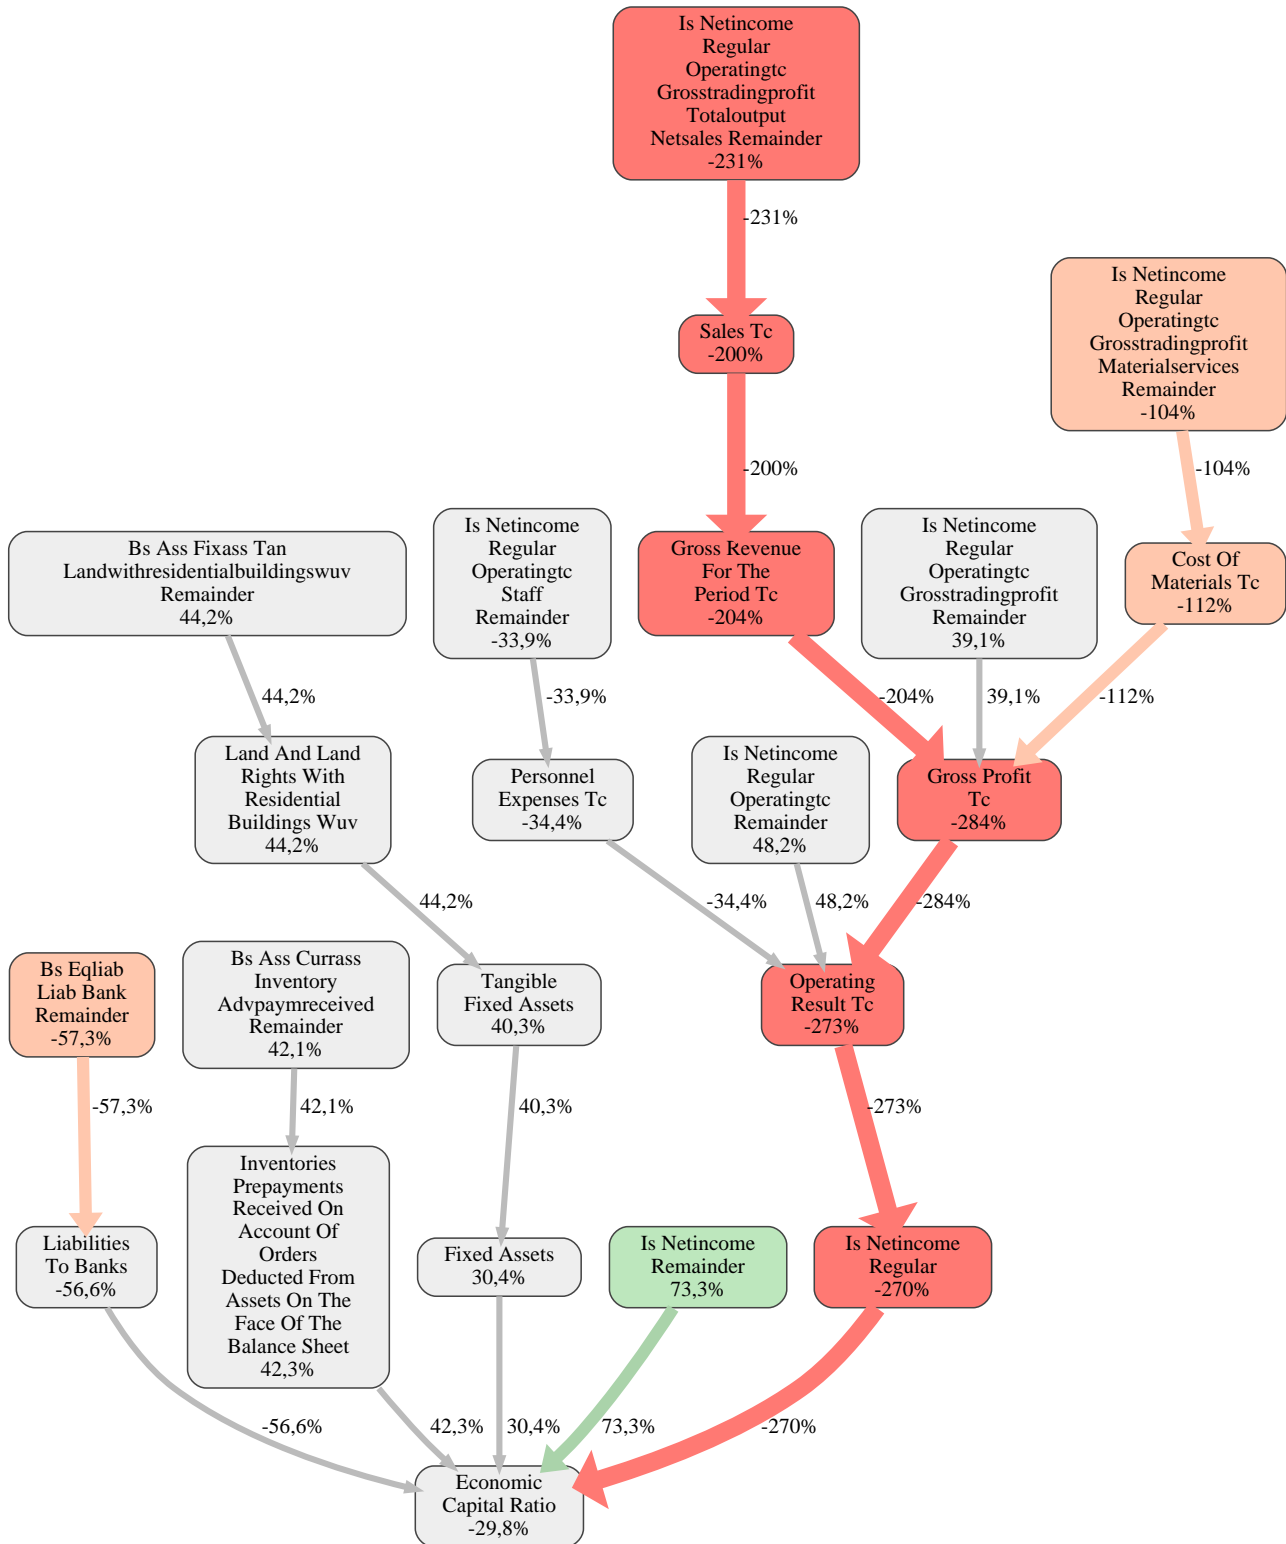 Is Netincome
Regular
Operatingtc
Grosstradingprofit
Totaloutput
Netsales Remainder
-231%
-231%
Is Netincome
Regular
Operatingtc
Grosstradingprofit
Materialservices
Remainder
-104%
Sales Tc
-200%
-200%
-104%
Bs Ass Fixass Tan
Landwithresidentialbuildingswuv
Remainder
44,2%
Is Netincome
Regular
Operatingtc
Staff
Remainder
-33,9%
Gross Revenue
For The
Period Tc
-204%
Is Netincome
Regular
Operatingtc
Grosstradingprofit
Remainder
39,1%
Cost Of
Materials Tc
-112%
44,2%
-33,9%
-204%
39,1%
-112%
Land And Land
Rights With
Residential
Buildings Wuv
44,2%
Personnel
Expenses Tc
-34,4%
Is Netincome
Regular
Operatingtc
Remainder
48,2%
Gross Profit
Tc
-284%
44,2%
-34,4%
48,2%
-284%
Bs Eqliab
Liab Bank
Remainder
-57,3%
Bs Ass Currass
Inventory
Advpaymreceived
Remainder
42,1%
Tangible
Fixed Assets
40,3%
Operating
Result Tc
-273%
-57,3%
42,1%
40,3%
-273%
Liabilities
To Banks
-56,6%
Inventories
Prepayments
Received On
Account Of
Orders
Deducted From
Assets On The
Face Of The
Balance Sheet
42,3%
Fixed Assets
30,4%
Is Netincome
Remainder
73,3%
Is Netincome
Regular
-270%
-56,6%
42,3%
30,4%
73,3%
-270%
Economic
Capital Ratio
-29,8%